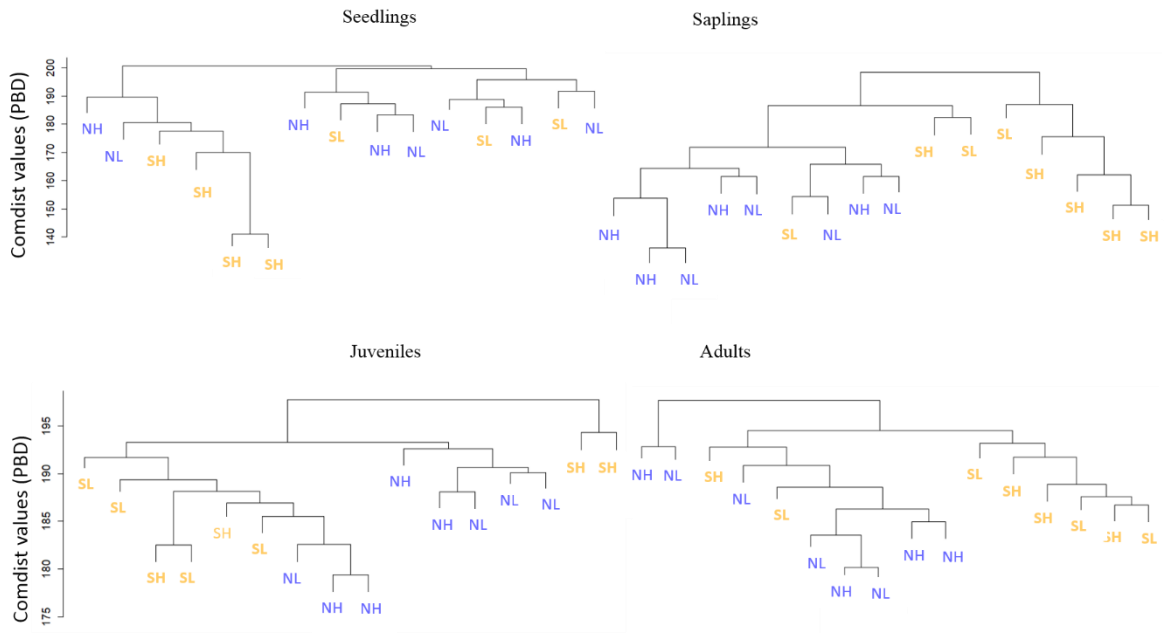 Seedlings
Saplings
Comdist values (PBD)
200
190
180
170
160
150
140
NH
NL
SH
SH
SH
SH
NH
SL
NH
NL
NL
SL
NH
SL
NL
NH
NH
NL
NH
NL
SL
NL
NH
NL
SH
SL
SL
SH
SH
SH
SH
Juveniles
Adults
Comdist values (PBD)
195
190
185
180
175
SL
SL
SH
SL
SH
SL
NL
NH
NH
NH
NH
NL
NL
NL
SH
SH
NH
NL
SH
NL
SL
NL
NH
NL
NH
NH
SL
SH
SH
SL
SH
SL